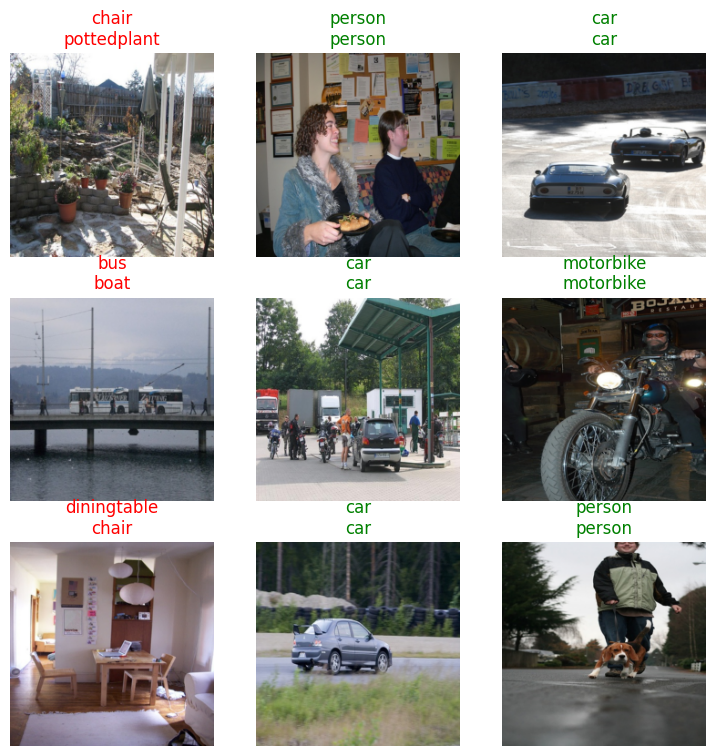 chair
pottedplant
person
person
car
car
bus
boat
car
car
motorbike
motorbike
diningtable
chair
car
car
person
person